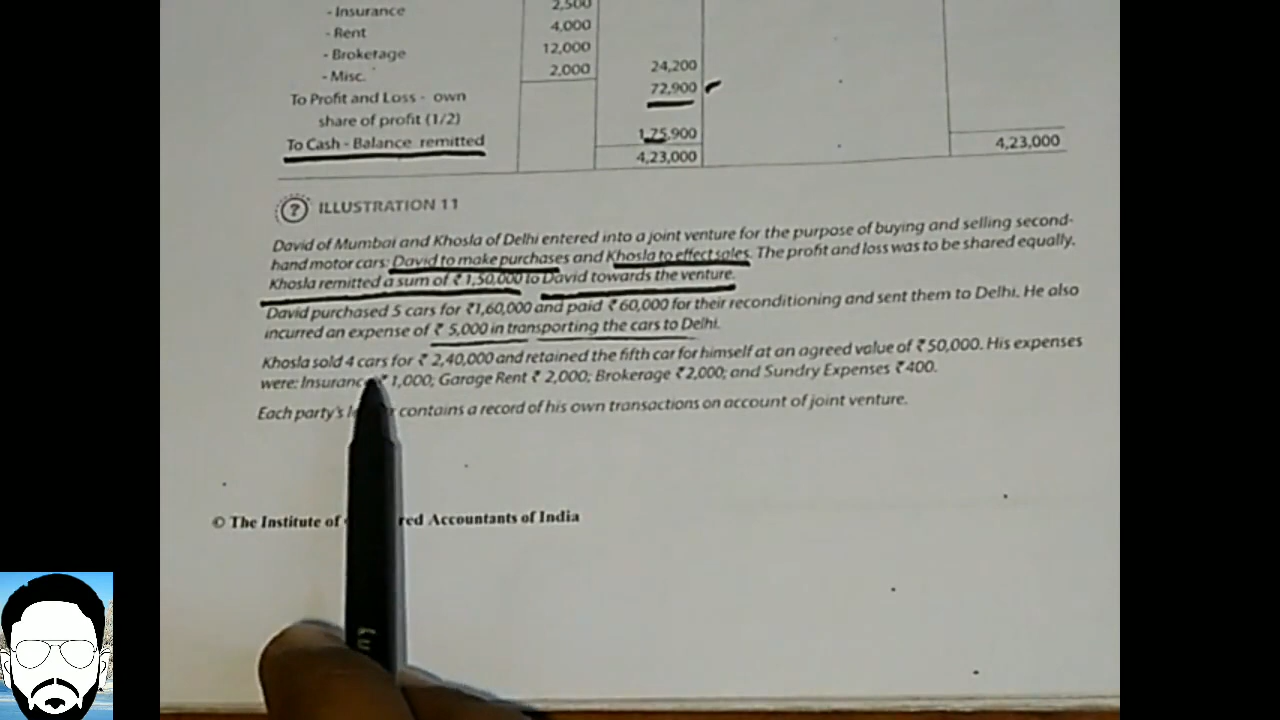 - Insurance 2,500
- Rent 4,000
- Brokerage 12,000
- Misc. 2,000 24,200
To Profit and Loss - own 72,900
share of profit (1/2)
To Cash - Balance remitted 1,75,900
4,23,000 4,23,000
? ILLUSTRATION 11
David of Mumbai and Khosla of Delhi entered into a joint venture for the purpose of buying and selling second-
hand motor cars: David to make purchases and Khosla to effect sales. The profit and loss was to be shared equally.
Khosla remitted a sum of ₹ 1,50,000 to David towards the venture.
David purchased 5 cars for ₹1,60,000 and paid ₹ 60,000 for their reconditioning and sent them to Delhi. He also
incurred an expense of ₹ 5,000 in transporting the cars to Delhi.
Khosla sold 4 cars for ₹ 2,40,000 and retained the fifth car for himself at an agreed value of ₹ 50,000. His expenses
were: Insurance ₹ 1,000; Garage Rent ₹ 2,000; Brokerage ₹ 2,000; and Sundry Expenses ₹ 400.
Each party's contains a record of his own transactions on account of joint venture.
© The Institute of Accountants of India